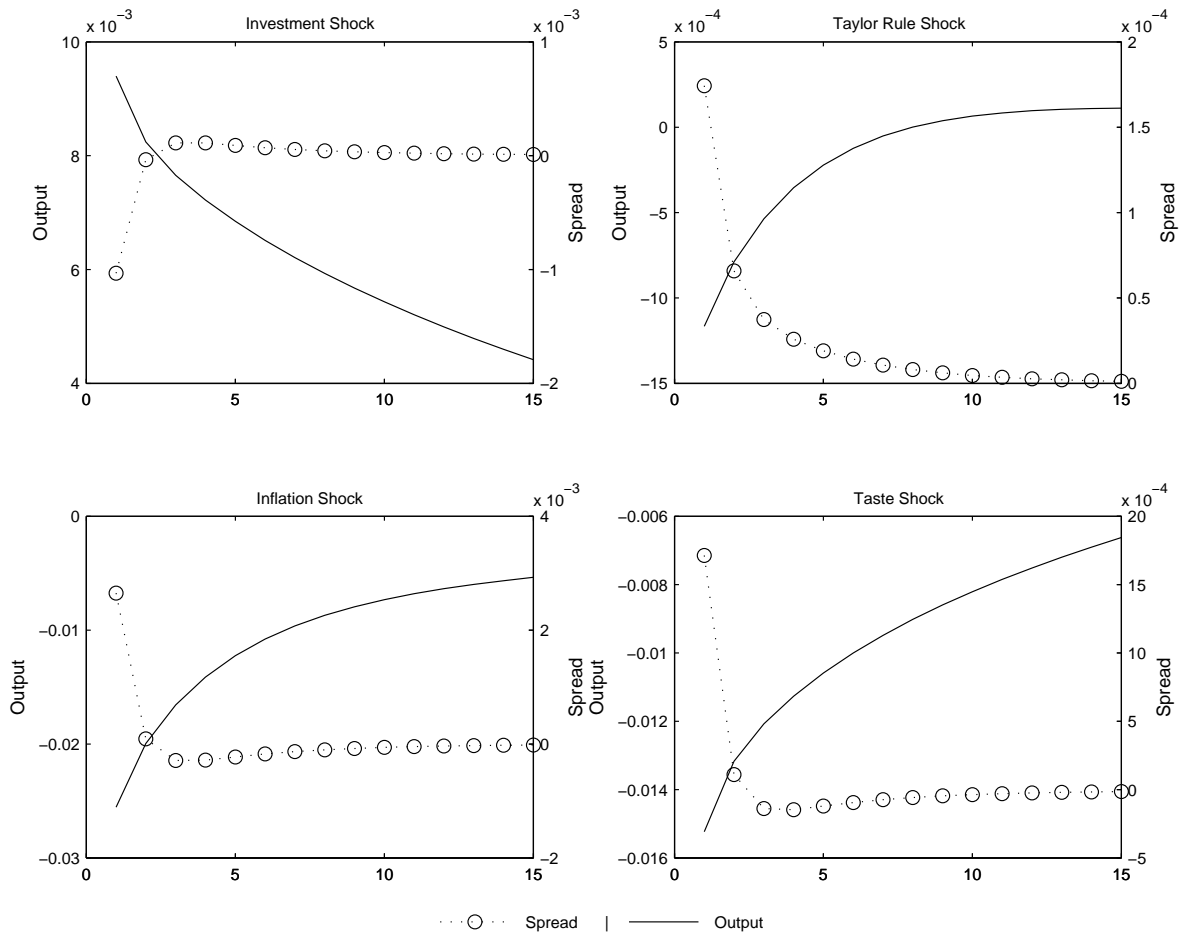 Investment Shock
x 10⁻³
x 10⁻³
10
8
6
4
1
0
−1
−2
0
5
10
15
Output
Spread
Taylor Rule Shock
x 10⁻⁴
x 10⁻⁴
5
0
−5
−10
−15
2
1.5
1
0.5
0
0
5
10
15
Output
Spread
Inflation Shock
x 10⁻³
0
−0.01
−0.02
−0.03
4
2
0
−2
0
5
10
15
Output
Spread
Taste Shock
x 10⁻⁴
−0.006
−0.008
−0.01
−0.012
−0.014
−0.016
20
15
10
5
0
−5
0
5
10
15
Output
Spread
Spread | Output